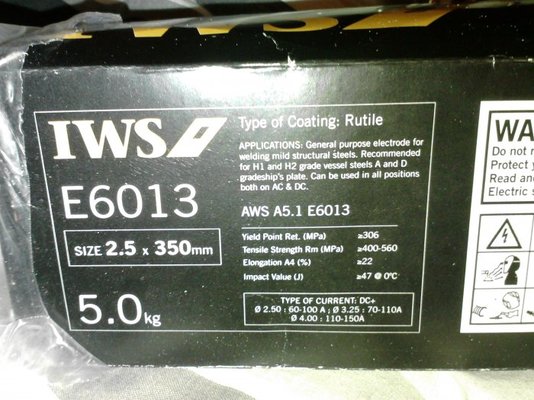 IWS
IWS
E6013
SIZE 2.5 x 350mm
5.0kg
Type of Coating: Rutile
APPLICATIONS: General purpose electrode for
welding mild structural steels. Recommended
for H1 and H2 grade vessel steels A and D
gradeship's plate. Can be used in all positions
both on AC & DC.
AWS A5.1 E6013
Yield Point Ret. (MPa) ≥306
Tensile Strength Rm (MPa) ≥400-560
Elongation A4 (%) ≥22
Impact Value (J) ≥47 @ 0°C
TYPE OF CURRENT: DC+
Ø 2.50 : 60-100 A ; Ø 3.25 : 70-110A
Ø 4.00 : 110-150A
WA
Do not r
Protect y
Read and
Electric s